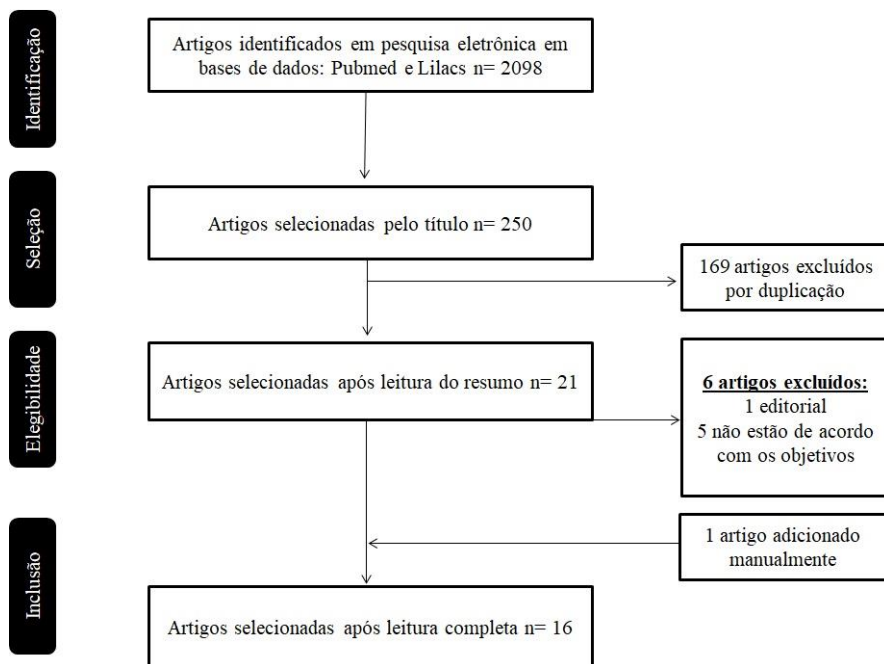 Identificação
Artigos identificados em pesquisa eletrônica em
bases de dados: Pubmed e Lilacs n= 2098
Seleção
Artigos selecionadas pelo título n= 250
169 artigos excluídos
por duplicação
Elegibilidade
Artigos selecionadas após leitura do resumo n= 21
6 artigos excluídos:
1 editorial
5 não estão de acordo
com os objetivos
Inclusão
1 artigo adicionado
manualmente
Artigos selecionadas após leitura completa n= 16